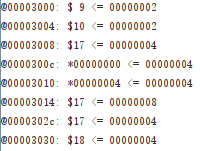 @00003000: $ 9 <= 00000002
@00003004: $10 <= 00000002
@00003008: $17 <= 00000004
@0000300c: *00000000 <= 00000004
@00003010: *00000004 <= 00000004
@00003014: $17 <= 00000008
@0000302c: $17 <= 00000004
@00003030: $18 <= 00000004